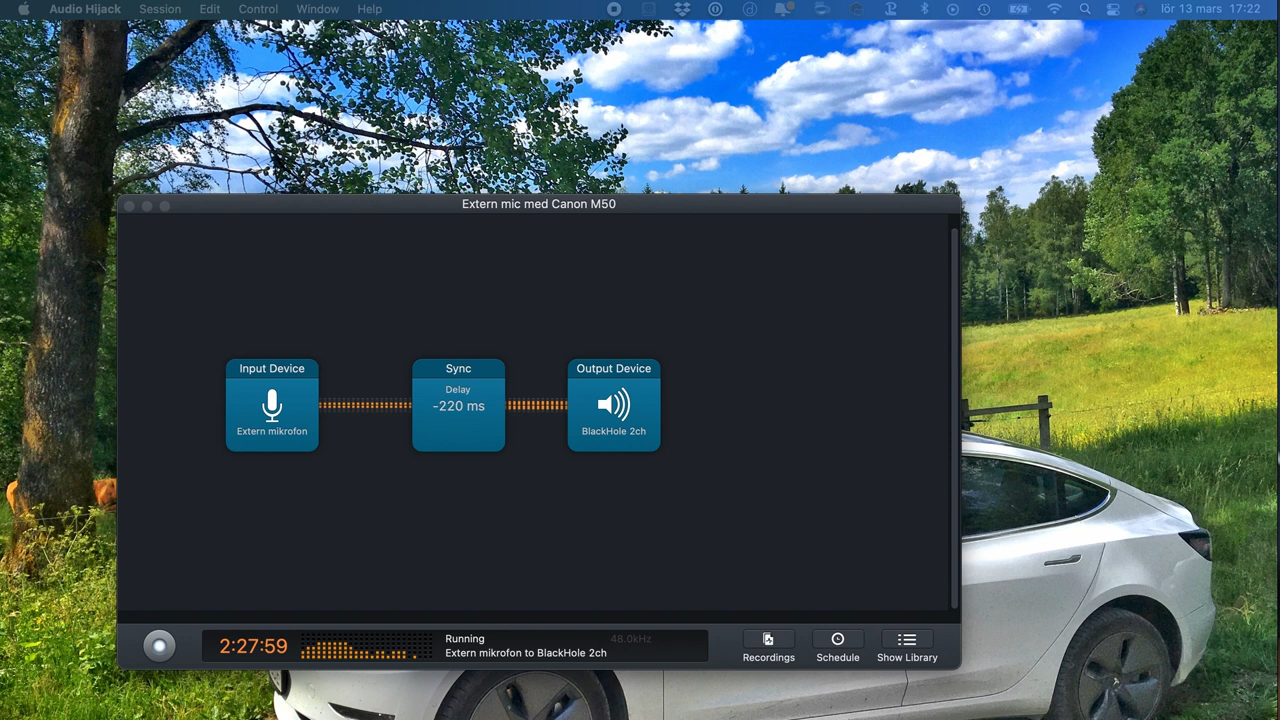 Audio Hijack Session Edit Control Window Help lör 13 mars 17:22
Extern mic med Canon M50
Input Device
Extern mikrofon
Sync
Delay
-220 ms
Output Device
BlackHole 2ch
2:27:59
Running
48.0kHz
Extern mikrofon to BlackHole 2ch
Recordings
Schedule
Show Library